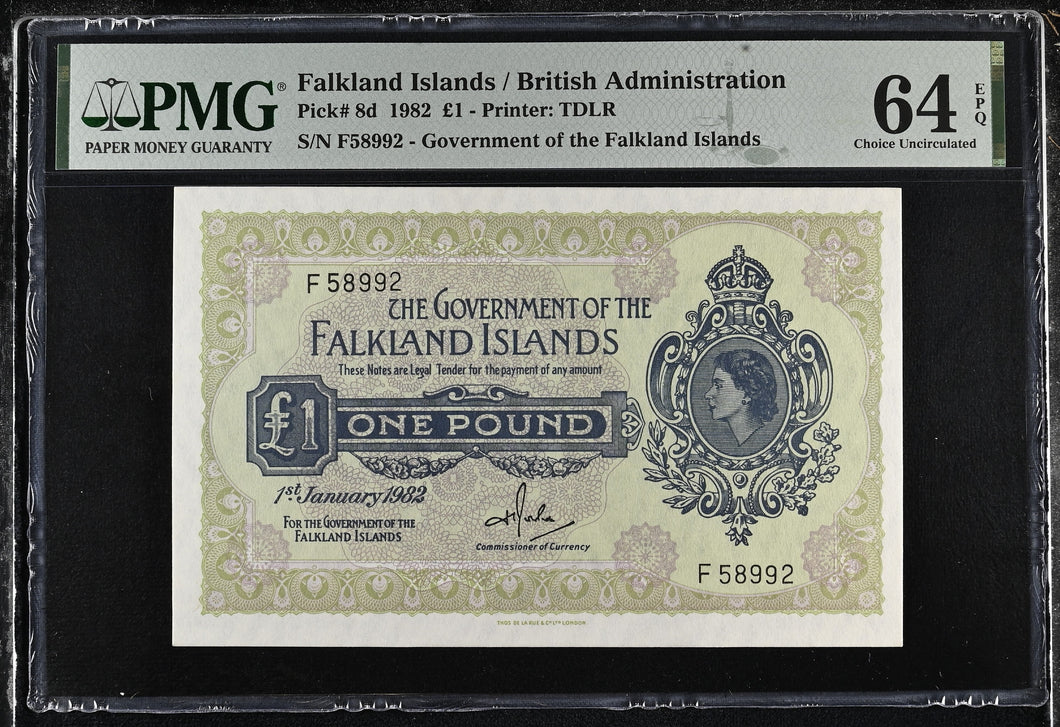 PMG®
PAPER MONEY GUARANTY
Falkland Islands / British Administration
Pick# 8d 1982 £1 - Printer: TDLR
S/N F58992 - Government of the Falkland Islands
64 EPQ
Choice Uncirculated
F 58992
THE GOVERNMENT OF THE
FALKLAND ISLANDS
These Notes are Legal Tender for the payment of any amount
£1 ONE POUND
1st January 1982
FOR THE GOVERNMENT OF THE
FALKLAND ISLANDS
Commissioner of Currency
F 58992
THOS DE LA RUE & Co LTD LONDON